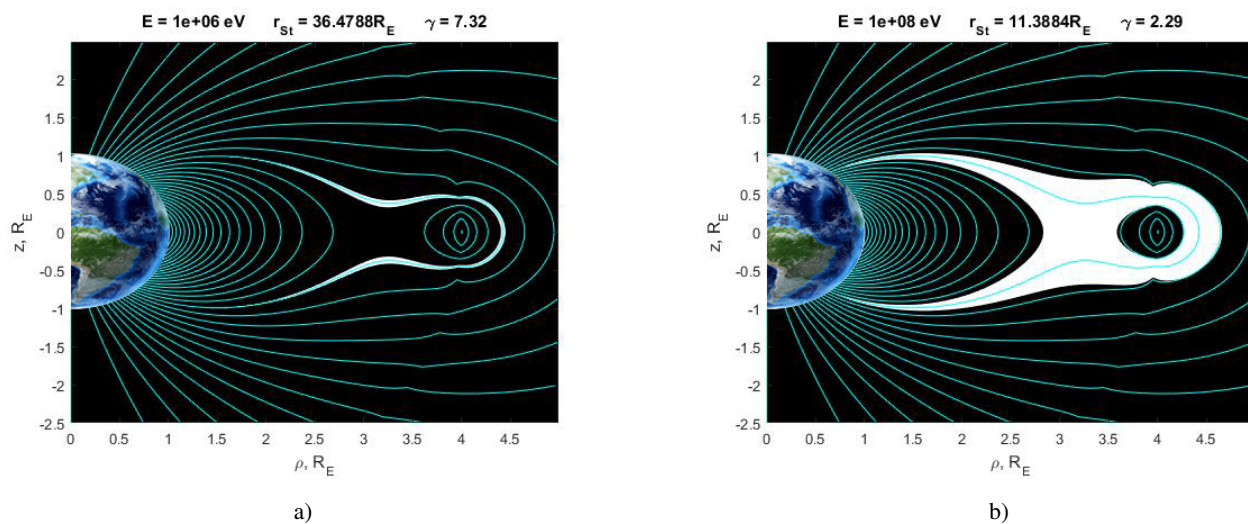 E = 1e+06 eV r_St = 36.4788R_E γ = 7.32
z, R_E
2
1.5
1
0.5
0
-0.5
-1
-1.5
-2
-2.5
0 0.5 1 1.5 2 2.5 3 3.5 4 4.5
ρ, R_E
a)
E = 1e+08 eV r_St = 11.3884R_E γ = 2.29
z, R_E
2
1.5
1
0.5
0
-0.5
-1
-1.5
-2
-2.5
0 0.5 1 1.5 2 2.5 3 3.5 4 4.5
ρ, R_E
b)